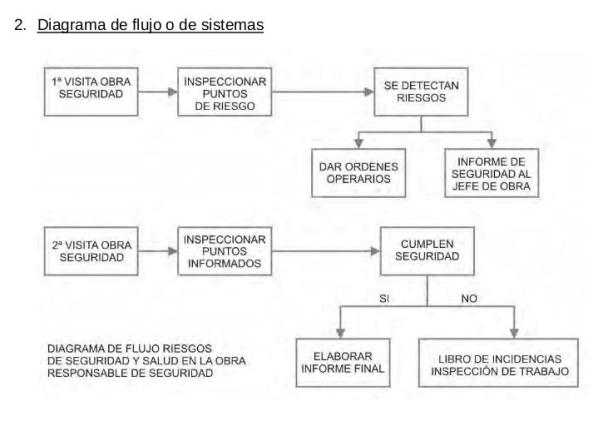 2. Diagrama de flujo o de sistemas
1ª VISITA OBRA
SEGURIDAD
INSPECCIONAR
PUNTOS
DE RIESGO
SE DETECTAN
RIESGOS
DAR ORDENES
OPERARIOS
INFORME DE
SEGURIDAD AL
JEFE DE OBRA
2ª VISITA OBRA
SEGURIDAD
INSPECCIONAR
PUNTOS
INFORMADOS
CUMPLEN
SEGURIDAD
SI
NO
ELABORAR
INFORME FINAL
LIBRO DE INCIDENCIAS
INSPECCIÓN DE TRABAJO
DIAGRAMA DE FLUJO RIESGOS
DE SEGURIDAD Y SALUD EN LA OBRA
RESPONSABLE DE SEGURIDAD